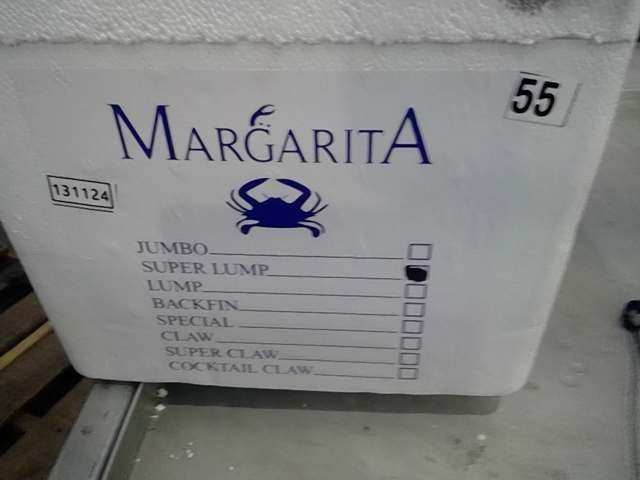 55
MARGARITA
131124
JUMBO
SUPER LUMP
LUMP
BACKFIN
SPECIAL
CLAW
SUPER CLAW
COCKTAIL CLAW